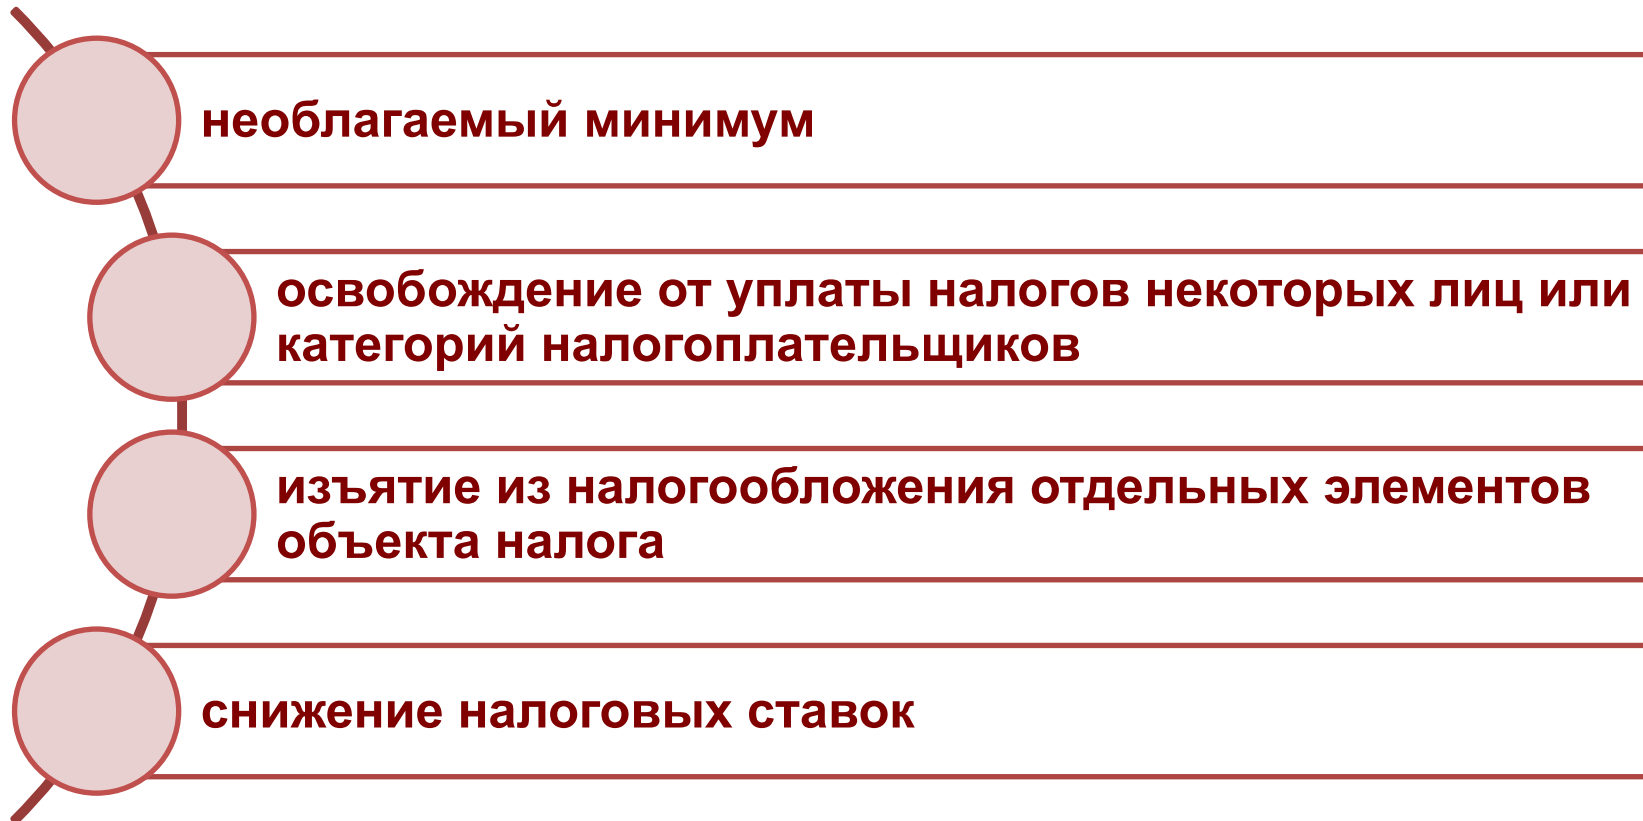 необлагаемый минимум
освобождение от уплаты налогов некоторых лиц или
категорий налогоплательщиков
изъятие из налогообложения отдельных элементов
объекта налога
снижение налоговых ставок